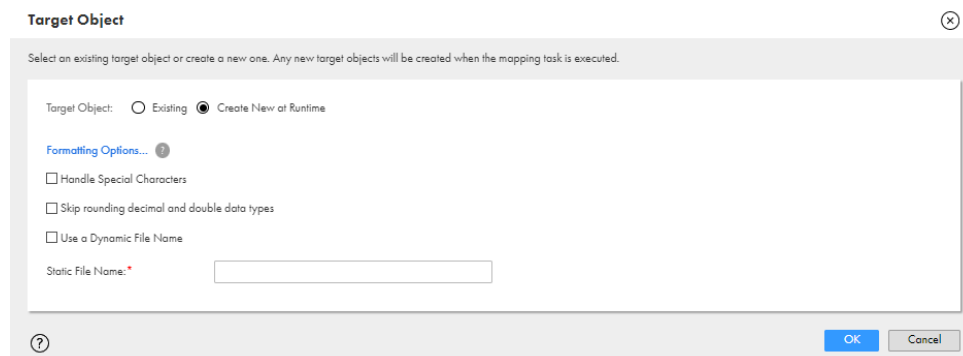 Target Object
Select an existing target object or create a new one. Any new target objects will be created when the mapping task is executed.
Target Object: Existing Create New at Runtime
Formatting Options... ?
Handle Special Characters
Skip rounding decimal and double data types
Use a Dynamic File Name
Static File Name:*
? OK Cancel